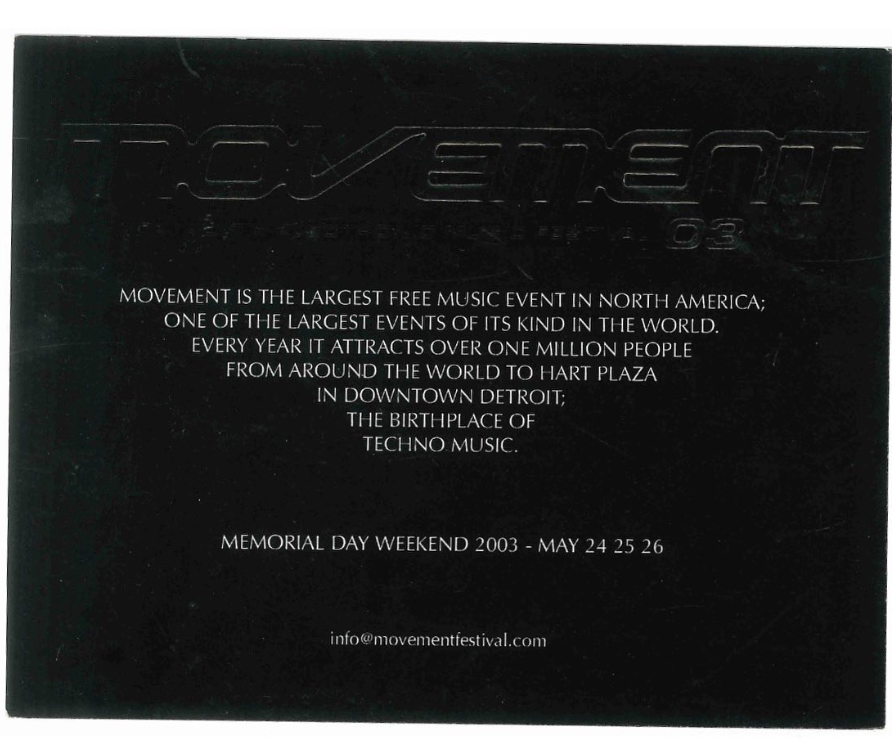 MOVEMENT
03
MOVEMENT IS THE LARGEST FREE MUSIC EVENT IN NORTH AMERICA;
ONE OF THE LARGEST EVENTS OF ITS KIND IN THE WORLD.
EVERY YEAR IT ATTRACTS OVER ONE MILLION PEOPLE
FROM AROUND THE WORLD TO HART PLAZA
IN DOWNTOWN DETROIT;
THE BIRTHPLACE OF
TECHNO MUSIC.
MEMORIAL DAY WEEKEND 2003 - MAY 24 25 26
info@movementfestival.com